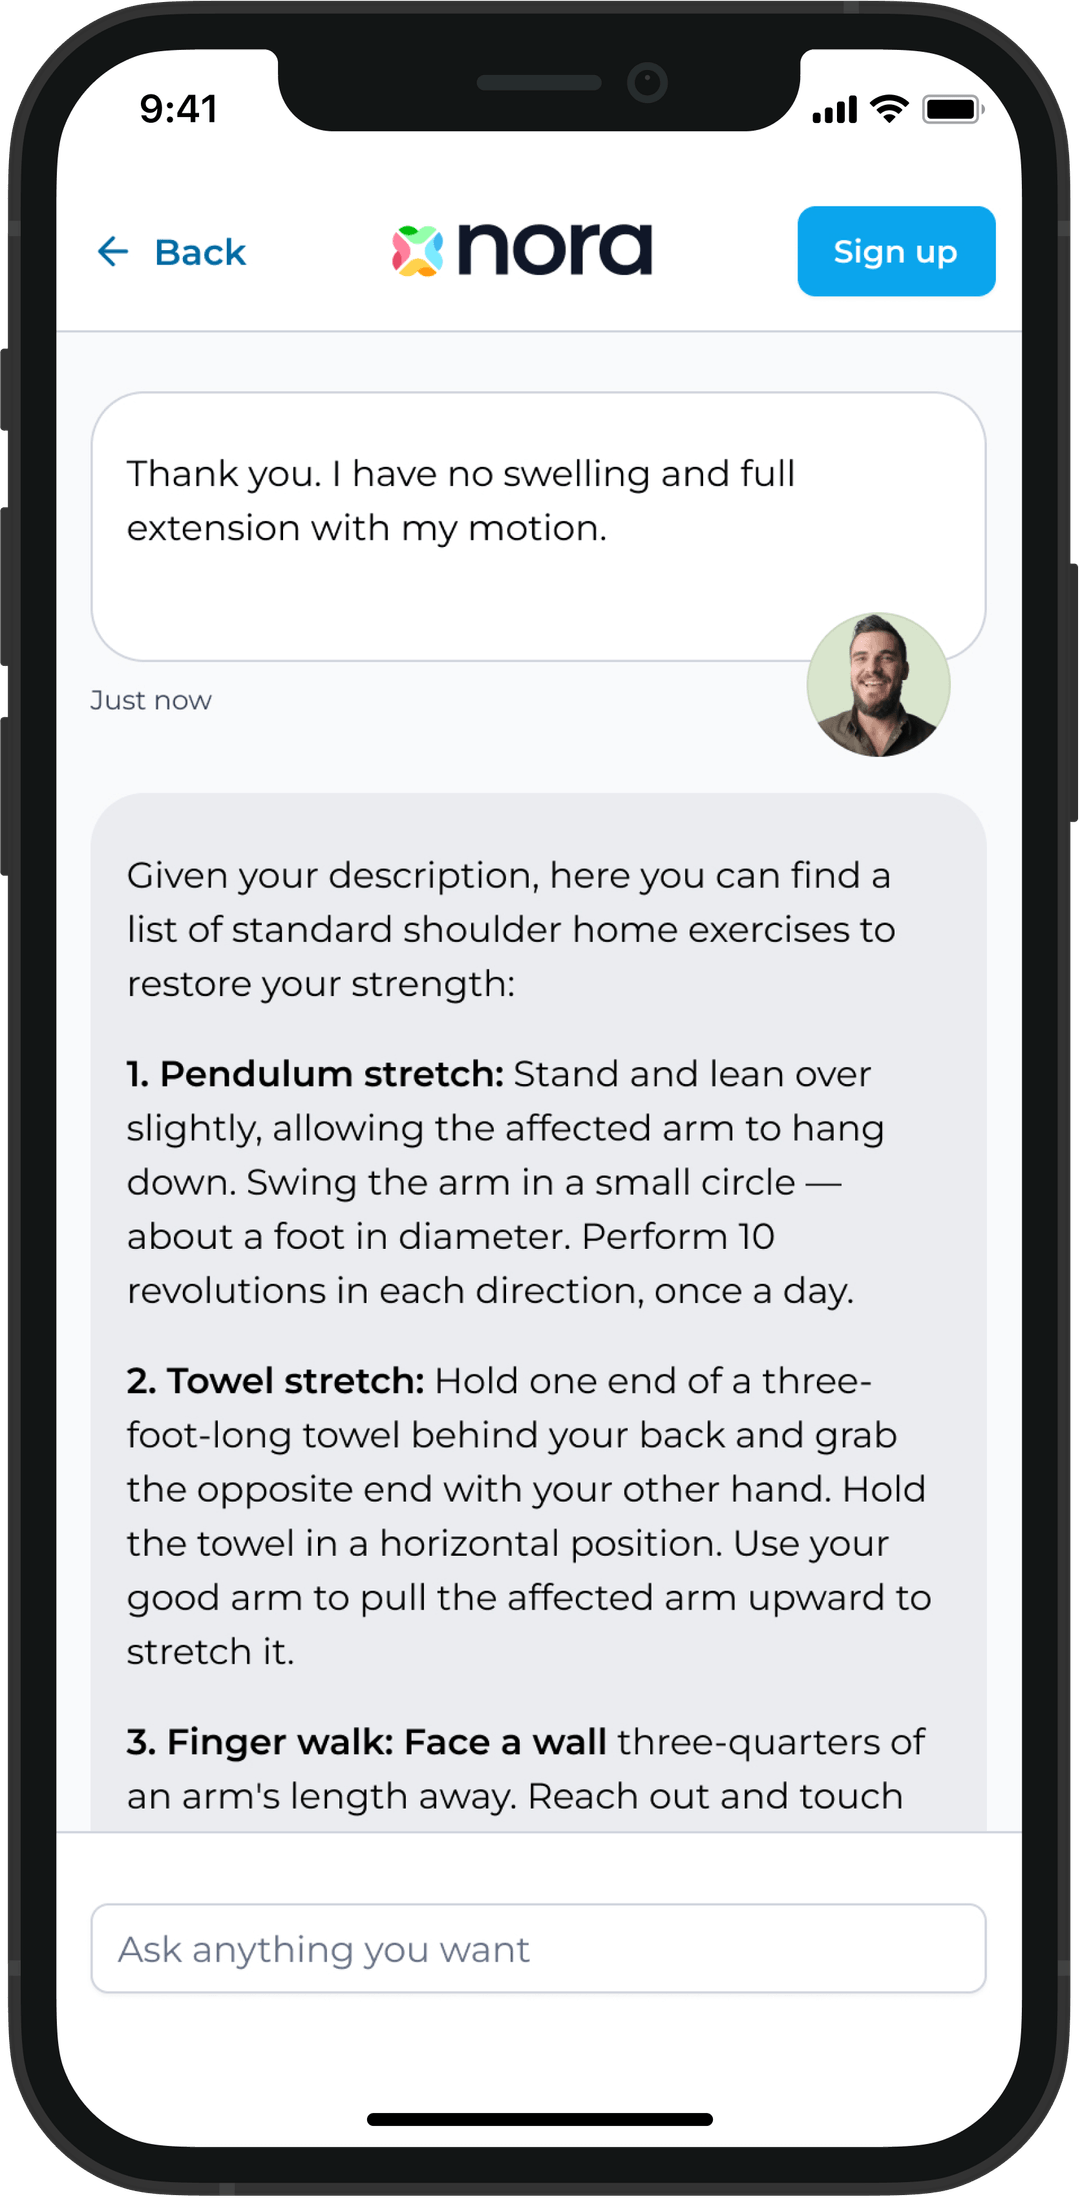 9:41
Back
nora
Sign up
Thank you. I have no swelling and full
extension with my motion.
Just now
Given your description, here you can find a
list of standard shoulder home exercises to
restore your strength:
1. Pendulum stretch: Stand and lean over
slightly, allowing the affected arm to hang
down. Swing the arm in a small circle —
about a foot in diameter. Perform 10
revolutions in each direction, once a day.
2. Towel stretch: Hold one end of a three-
foot-long towel behind your back and grab
the opposite end with your other hand. Hold
the towel in a horizontal position. Use your
good arm to pull the affected arm upward to
stretch it.
3. Finger walk: Face a wall three-quarters of
an arm's length away. Reach out and touch
Ask anything you want